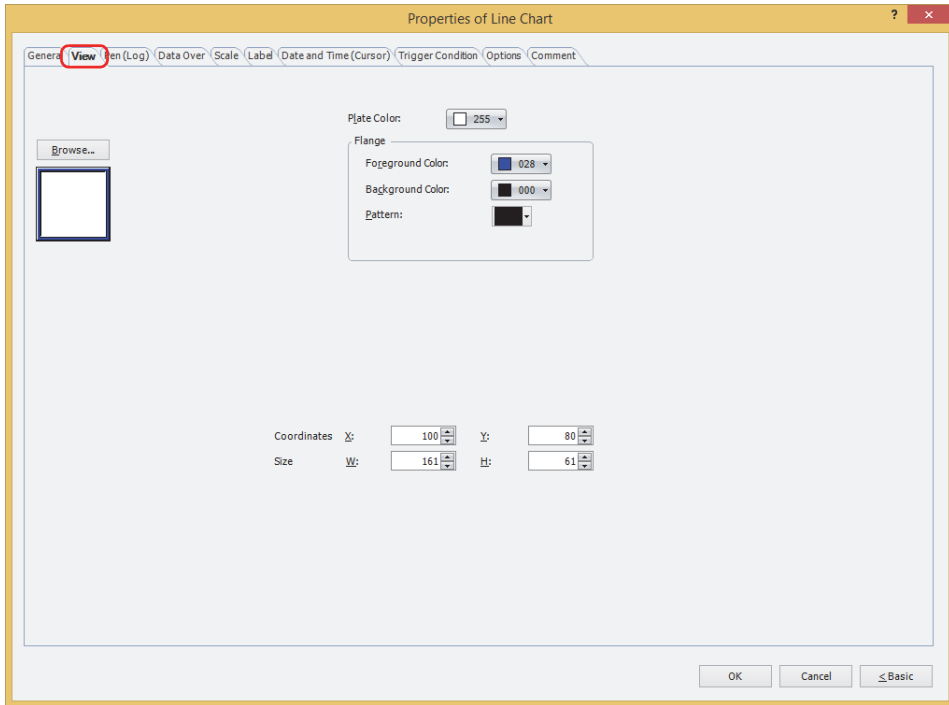 Properties of Line Chart
? ×
General View Pen (Log) Data Over Scale Label Date and Time (Cursor) Trigger Condition Options Comment
Plate Color: 255
Browse...
Flange
Foreground Color: 028
Background Color: 000
Pattern:
Coordinates X: 100 Y: 80
Size W: 161 H: 61
OK Cancel < Basic